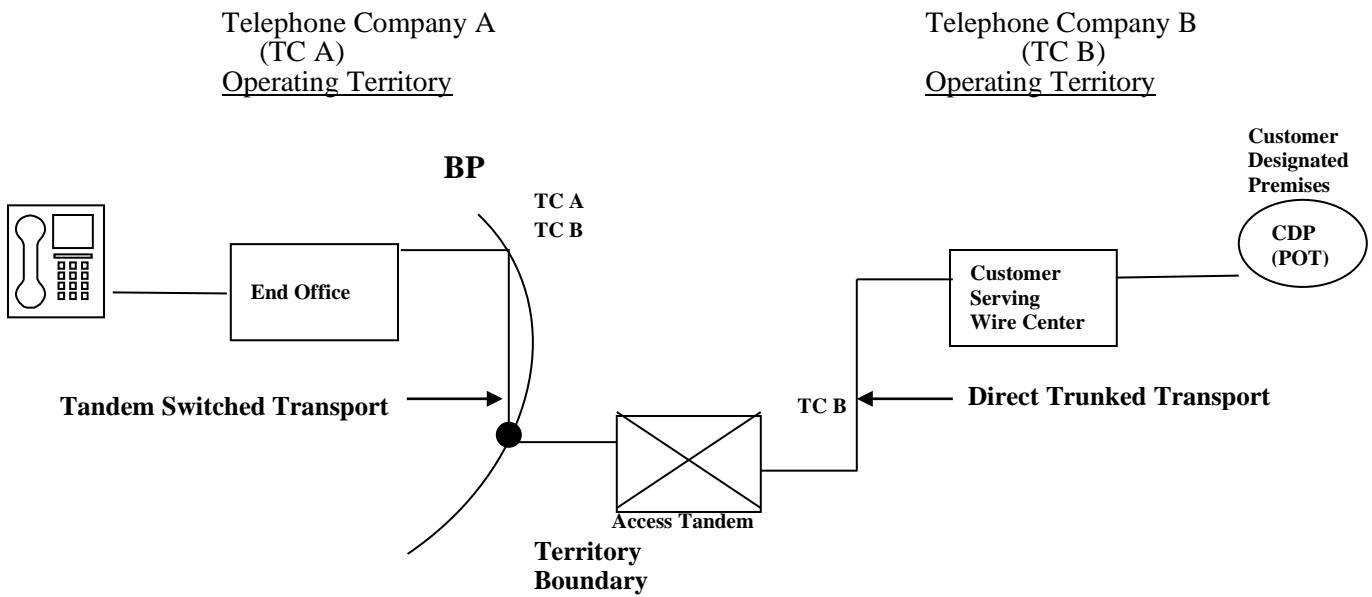 Telephone Company A
(TC A)
Operating Territory
Telephone Company B
(TC B)
Operating Territory
Customer
Designated
Premises
BP
TC A
TC B
CDP
(POT)
End Office
Customer
Serving
Wire Center
Tandem Switched Transport
TC B
Direct Trunked Transport
Access Tandem
Territory
Boundary